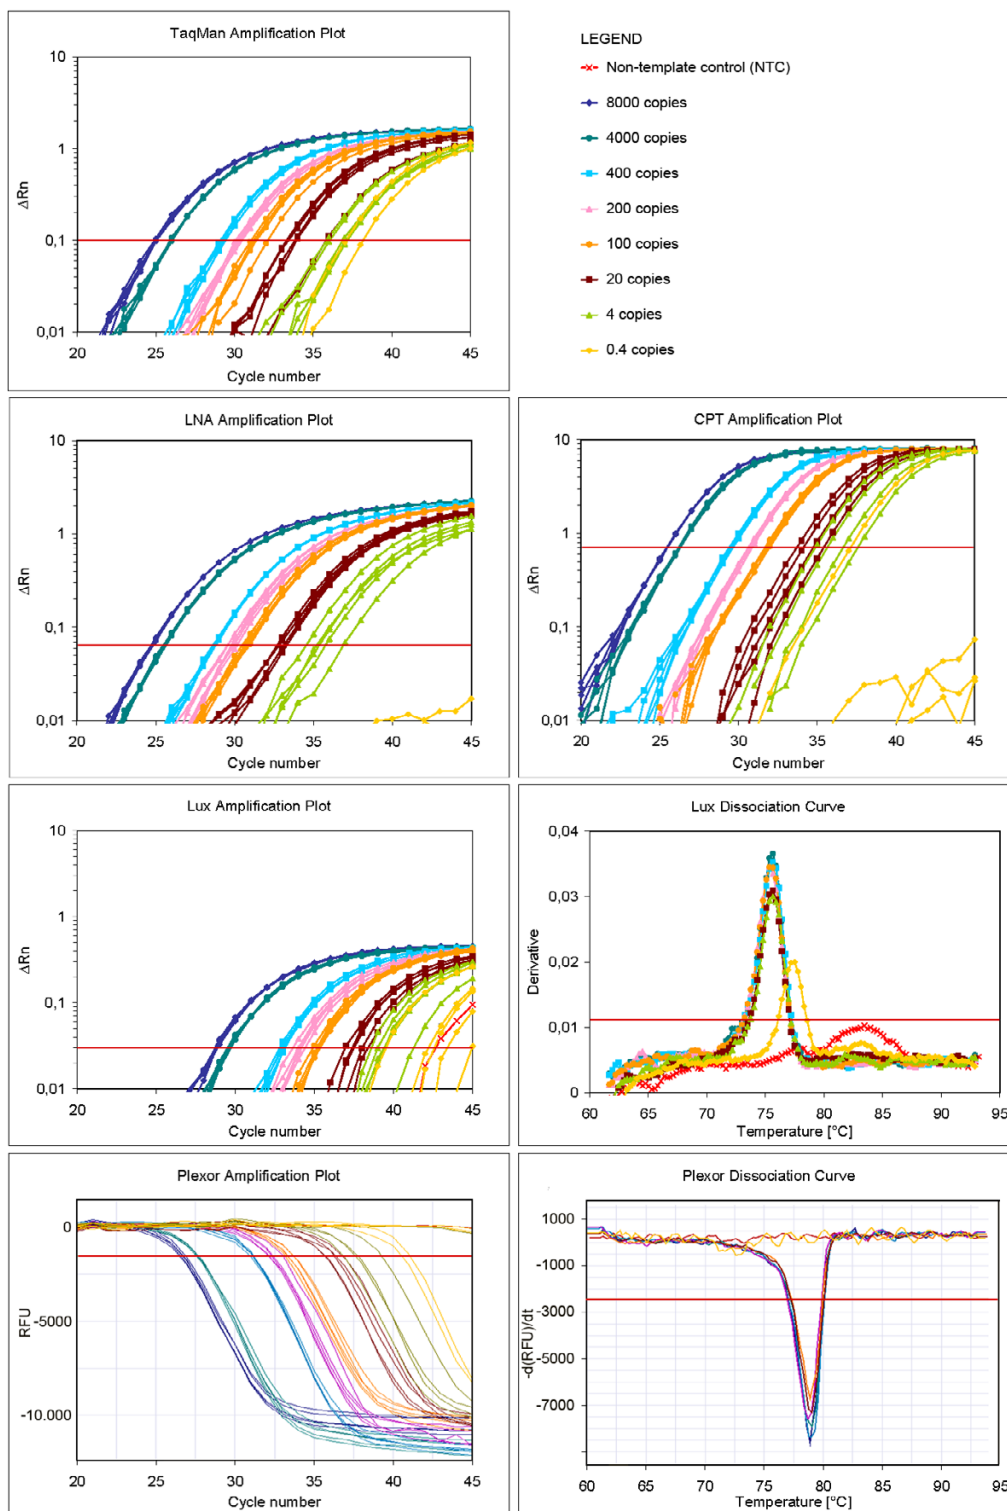 TaqMan Amplification Plot
10
1
0,1
0,01
ΔRn
20 25 30 35 40 45
Cycle number
LEGEND
Non-template control (NTC)
8000 copies
4000 copies
400 copies
200 copies
100 copies
20 copies
4 copies
0.4 copies
LNA Amplification Plot
10
1
0,1
0,01
ΔRn
20 25 30 35 40 45
Cycle number
CPT Amplification Plot
10
1
0,1
0,01
ΔRn
20 25 30 35 40 45
Cycle number
Lux Amplification Plot
10
1
0,1
0,01
ΔRn
20 25 30 35 40 45
Cycle number
Lux Dissociation Curve
0,04
0,03
0,02
0,01
0
Derivative
60 65 70 75 80 85 90 95
Temperature [°C]
Plexor Amplification Plot
0
-5000
-10.000
RFU
20 25 30 35 40 45
Cycle number
Plexor Dissociation Curve
1000
-1000
-3000
-5000
-7000
-d(RFU)/dt
60 65 70 75 80 85 90 95
Temperature [°C]